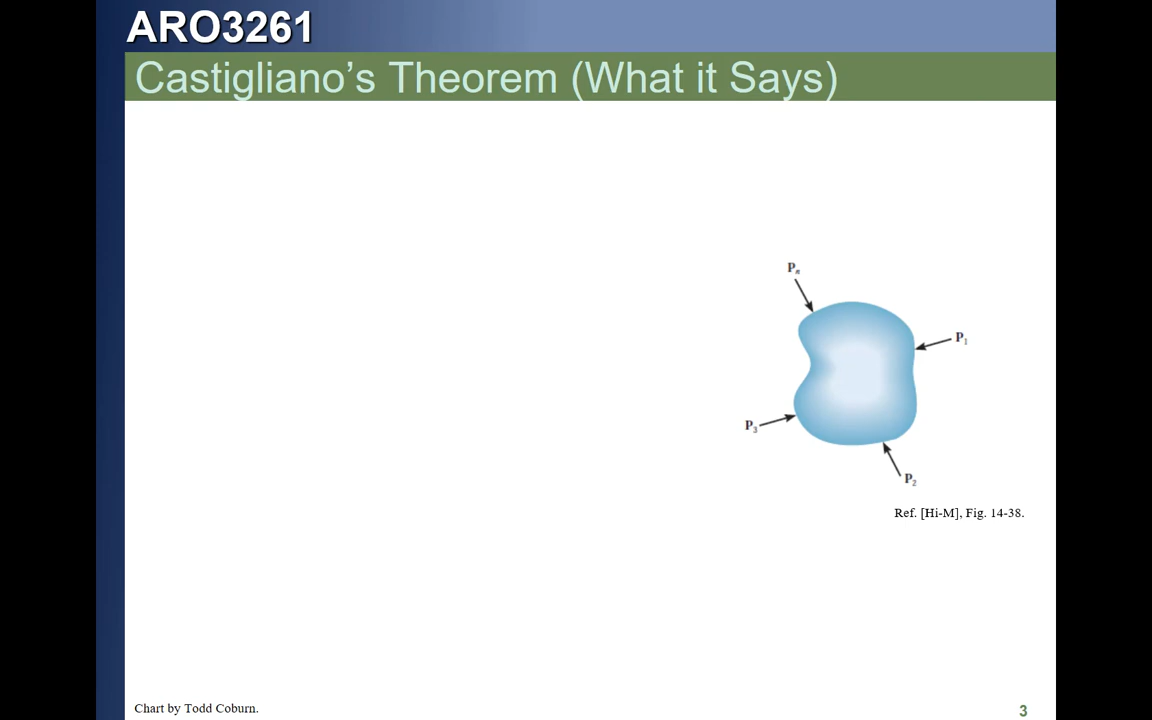 ARO3261
Castigliano's Theorem (What it Says)
Pn
P1
P3
P2
Ref. [Hi-M], Fig. 14-38.
Chart by Todd Coburn.
3